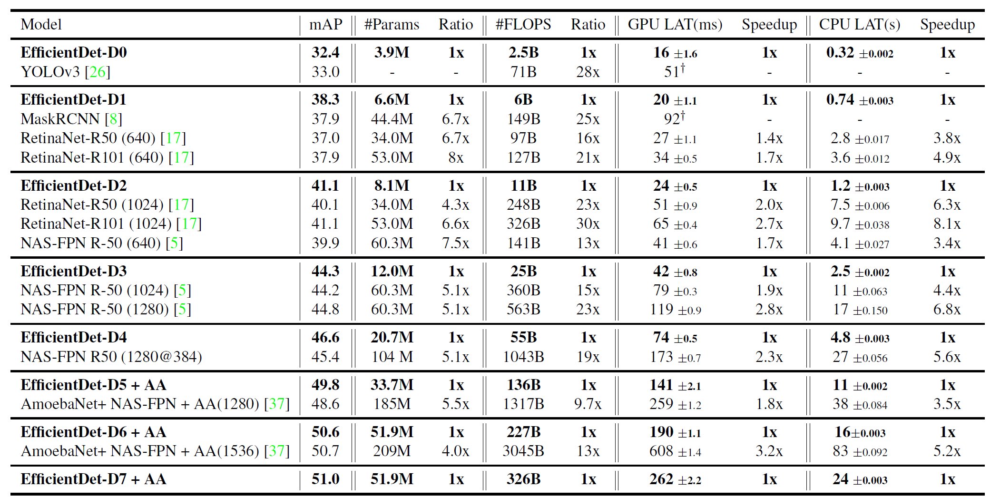 Model mAP #Params Ratio #FLOPS Ratio GPU LAT(ms) Speedup CPU LAT(s) Speedup
EfficientDet-D0 32.4 3.9M 1x 2.5B 1x 16 ±1.6 1x 0.32 ±0.002 1x
YOLOv3 [26] 33.0 - - 71B 28x 51† - - -
EfficientDet-D1 38.3 6.6M 1x 6B 1x 20 ±1.1 1x 0.74 ±0.003 1x
MaskRCNN [8] 37.9 44.4M 6.7x 149B 25x 92† - - -
RetinaNet-R50 (640) [17] 37.0 34.0M 6.7x 97B 16x 27 ±1.1 1.4x 2.8 ±0.017 3.8x
RetinaNet-R101 (640) [17] 37.9 53.0M 8x 127B 21x 34 ±0.5 1.7x 3.6 ±0.012 4.9x
EfficientDet-D2 41.1 8.1M 1x 11B 1x 24 ±0.5 1x 1.2 ±0.003 1x
RetinaNet-R50 (1024) [17] 40.1 34.0M 4.3x 248B 23x 51 ±0.9 2.0x 7.5 ±0.006 6.3x
RetinaNet-R101 (1024) [17] 41.1 53.0M 6.6x 326B 30x 65 ±0.4 2.7x 9.7 ±0.038 8.1x
NAS-FPN R-50 (640) [5] 39.9 60.3M 7.5x 141B 13x 41 ±0.6 1.7x 4.1 ±0.027 3.4x
EfficientDet-D3 44.3 12.0M 1x 25B 1x 42 ±0.8 1x 2.5 ±0.002 1x
NAS-FPN R-50 (1024) [5] 44.2 60.3M 5.1x 360B 15x 79 ±0.3 1.9x 11 ±0.063 4.4x
NAS-FPN R-50 (1280) [5] 44.8 60.3M 5.1x 563B 23x 119 ±0.9 2.8x 17 ±0.150 6.8x
EfficientDet-D4 46.6 20.7M 1x 55B 1x 74 ±0.5 1x 4.8 ±0.003 1x
NAS-FPN R50 (1280@384) 45.4 104 M 5.1x 1043B 19x 173 ±0.7 2.3x 27 ±0.056 5.6x
EfficientDet-D5 + AA 49.8 33.7M 1x 136B 1x 141 ±2.1 1x 11 ±0.002 1x
AmoebaNet+ NAS-FPN + AA(1280) [37] 48.6 185M 5.5x 1317B 9.7x 259 ±1.2 1.8x 38 ±0.084 3.5x
EfficientDet-D6 + AA 50.6 51.9M 1x 227B 1x 190 ±1.1 1x 16±0.003 1x
AmoebaNet+ NAS-FPN + AA(1536) [37] 50.7 209M 4.0x 3045B 13x 608 ±1.4 3.2x 83 ±0.092 5.2x
EfficientDet-D7 + AA 51.0 51.9M 1x 326B 1x 262 ±2.2 1x 24 ±0.003 1x